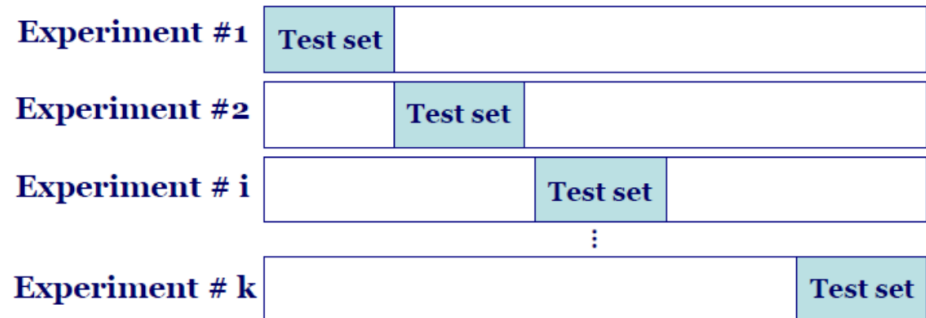 Experiment #1 Test set
Experiment #2 Test set
Experiment # i Test set
⋮
Experiment # k Test set